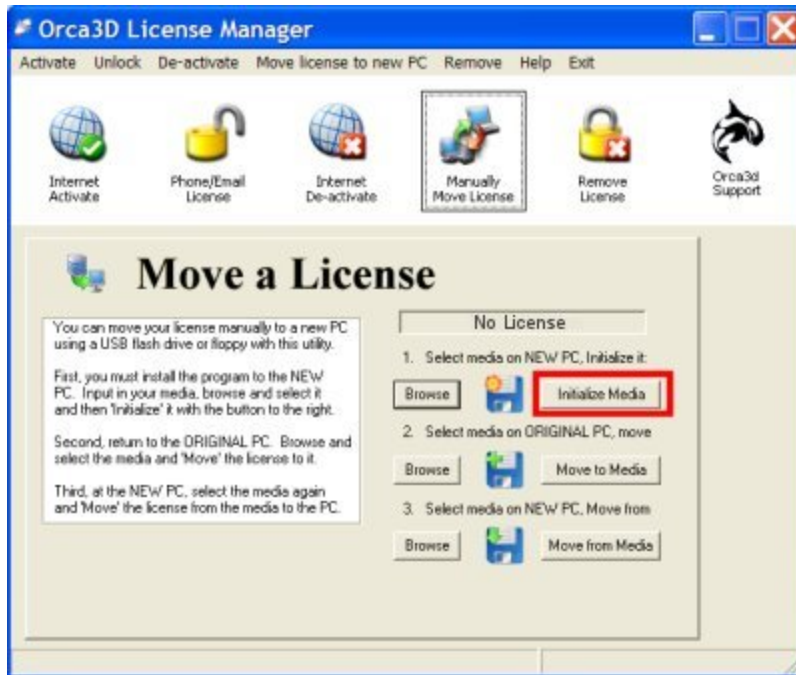 Orca3D License Manager
Activate Unlock De-activate Move license to new PC Remove Help Exit
Internet
Activate
Phone/Email
License
Internet
De-activate
Manually
Move License
Remove
License
Orca3d
Support
Move a License
You can move your license manually to a new PC
using a USB flash drive or floppy with this utility.
First, you must install the program to the NEW
PC. Input in your media, browse and select it
and then 'Initialize' it with the button to the right.
Second, return to the ORIGINAL PC. Browse and
select the media and 'Move' the license to it.
Third, at the NEW PC, select the media again
and 'Move' the license from the media to the PC.
No License
1. Select media on NEW PC, Initialize it:
Browse
Initialize Media
2. Select media on ORIGINAL PC, move
Browse
Move to Media
3. Select media on NEW PC, Move from
Browse
Move from Media